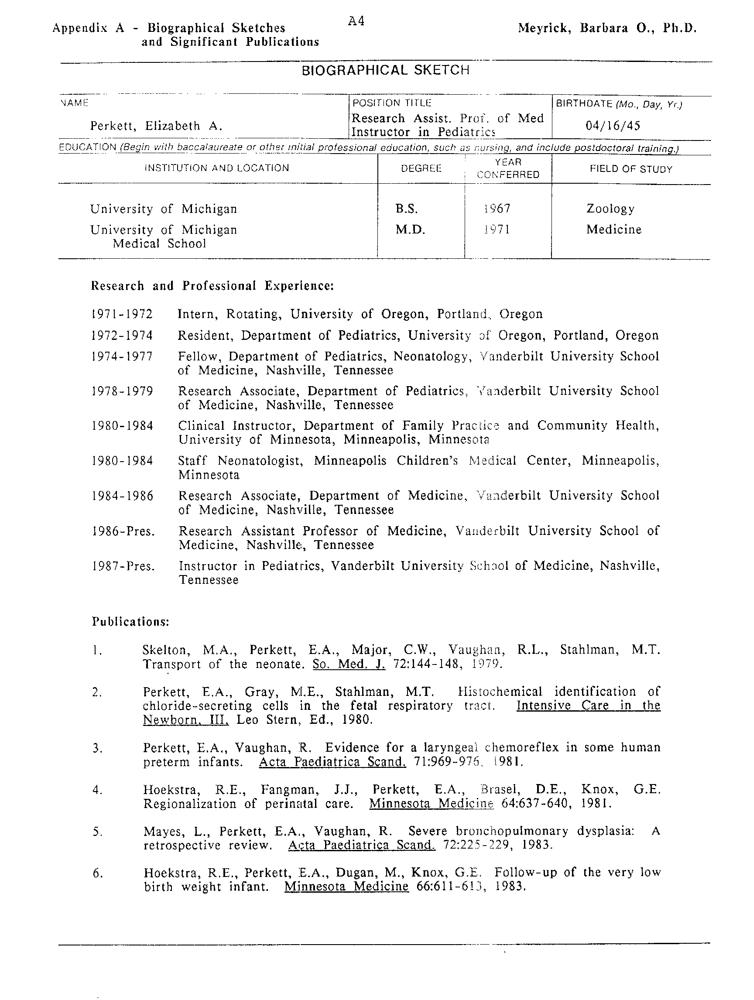 A4
Appendix A - Biographical Sketches Meyrick, Barbara O., Ph.D.
and Significant Publications
BIOGRAPHICAL SKETCH
NAME POSITION TITLE BIRTHDATE (Mo., Day, Yr.)
Perkett, Elizabeth A. Research Assist. Prof. of Med 04/16/45
Instructor in Pediatrics
EDUCATION (Begin with baccalaureate or other initial professional education, such as nursing, and include postdoctoral training.)
INSTITUTION AND LOCATION DEGREE YEAR CONFERRED FIELD OF STUDY
University of Michigan B.S. 1967 Zoology
University of Michigan M.D. 1971 Medicine
Medical School
Research and Professional Experience:
1971-1972 Intern, Rotating, University of Oregon, Portland, Oregon
1972-1974 Resident, Department of Pediatrics, University of Oregon, Portland, Oregon
1974-1977 Fellow, Department of Pediatrics, Neonatology, Vanderbilt University School
of Medicine, Nashville, Tennessee
1978-1979 Research Associate, Department of Pediatrics, Vanderbilt University School
of Medicine, Nashville, Tennessee
1980-1984 Clinical Instructor, Department of Family Practice and Community Health,
University of Minnesota, Minneapolis, Minnesota
1980-1984 Staff Neonatologist, Minneapolis Children's Medical Center, Minneapolis,
Minnesota
1984-1986 Research Associate, Department of Medicine, Vanderbilt University School
of Medicine, Nashville, Tennessee
1986-Pres. Research Assistant Professor of Medicine, Vanderbilt University School of
Medicine, Nashville, Tennessee
1987-Pres. Instructor in Pediatrics, Vanderbilt University School of Medicine, Nashville,
Tennessee
Publications:
1. Skelton, M.A., Perkett, E.A., Major, C.W., Vaughan, R.L., Stahlman, M.T.
Transport of the neonate. So. Med. J. 72:144-148, 1979.
2. Perkett, E.A., Gray, M.E., Stahlman, M.T. Histochemical identification of
chloride-secreting cells in the fetal respiratory tract. Intensive Care in the
Newborn, III, Leo Stern, Ed., 1980.
3. Perkett, E.A., Vaughan, R. Evidence for a laryngeal chemoreflex in some human
preterm infants. Acta Paediatrica Scand. 71:969-976, 1981.
4. Hoekstra, R.E., Fangman, J.J., Perkett, E.A., Brasel, D.E., Knox, G.E.
Regionalization of perinatal care. Minnesota Medicine 64:637-640, 1981.
5. Mayes, L., Perkett, E.A., Vaughan, R. Severe bronchopulmonary dysplasia: A
retrospective review. Acta Paediatrica Scand. 72:225-229, 1983.
6. Hoekstra, R.E., Perkett, E.A., Dugan, M., Knox, G.E. Follow-up of the very low
birth weight infant. Minnesota Medicine 66:611-613, 1983.